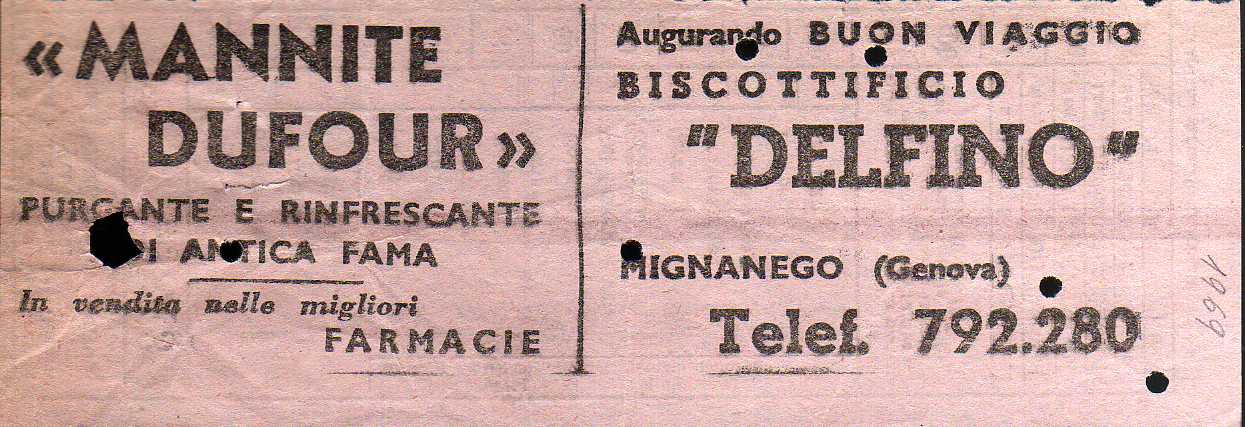 «MANNITE
DUFOUR»
PURGANTE E RINFRESCANTE
DI ANTICA FAMA
In vendita nelle migliori
FARMACIE
Augurando BUON VIAGGIO
BISCOTTIFICIO
"DELFINO"
MIGNANEGO (Genova)
Telef. 792.280
1969